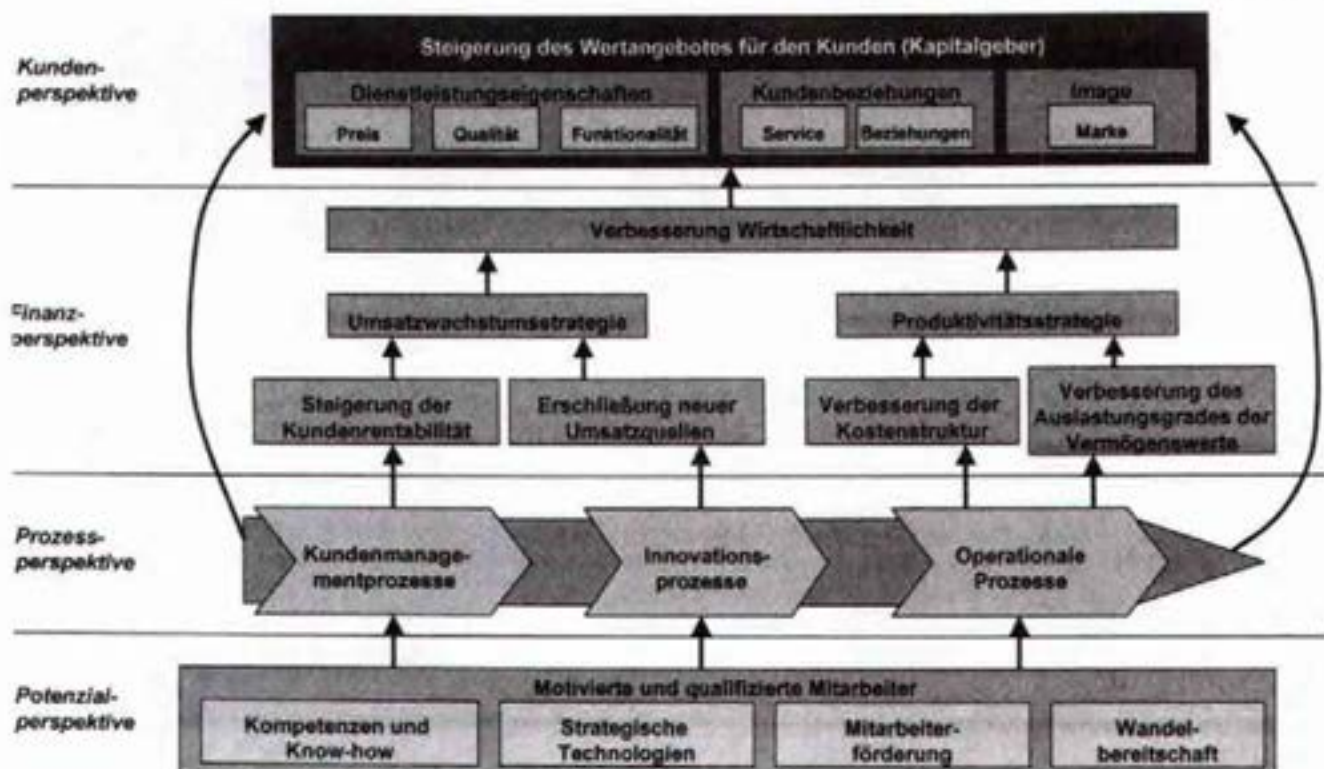 Kunden-
perspektive
Steigerung des Wertangebotes für den Kunden (Kapitalgeber)
Dienstleistungseigenschaften
Preis
Qualität
Funktionalität
Kundenbeziehungen
Service
Beziehungen
Image
Marke
Finanz-
perspektive
Verbesserung Wirtschaftlichkeit
Umsatzwachstumsstrategie
Produktivitätsstrategie
Steigerung der
Kundenrentabilität
Erschließung neuer
Umsatzquellen
Verbesserung der
Kostenstruktur
Verbesserung des
Auslastungsgrades der
Vermögenswerte
Prozess-
perspektive
Kundenmanage-
mentprozesse
Innovations-
prozesse
Operationale
Prozesse
Potenzial-
perspektive
Motivierte und qualifizierte Mitarbeiter
Kompetenzen und
Know-how
Strategische
Technologien
Mitarbeiter-
förderung
Wandel-
bereitschaft